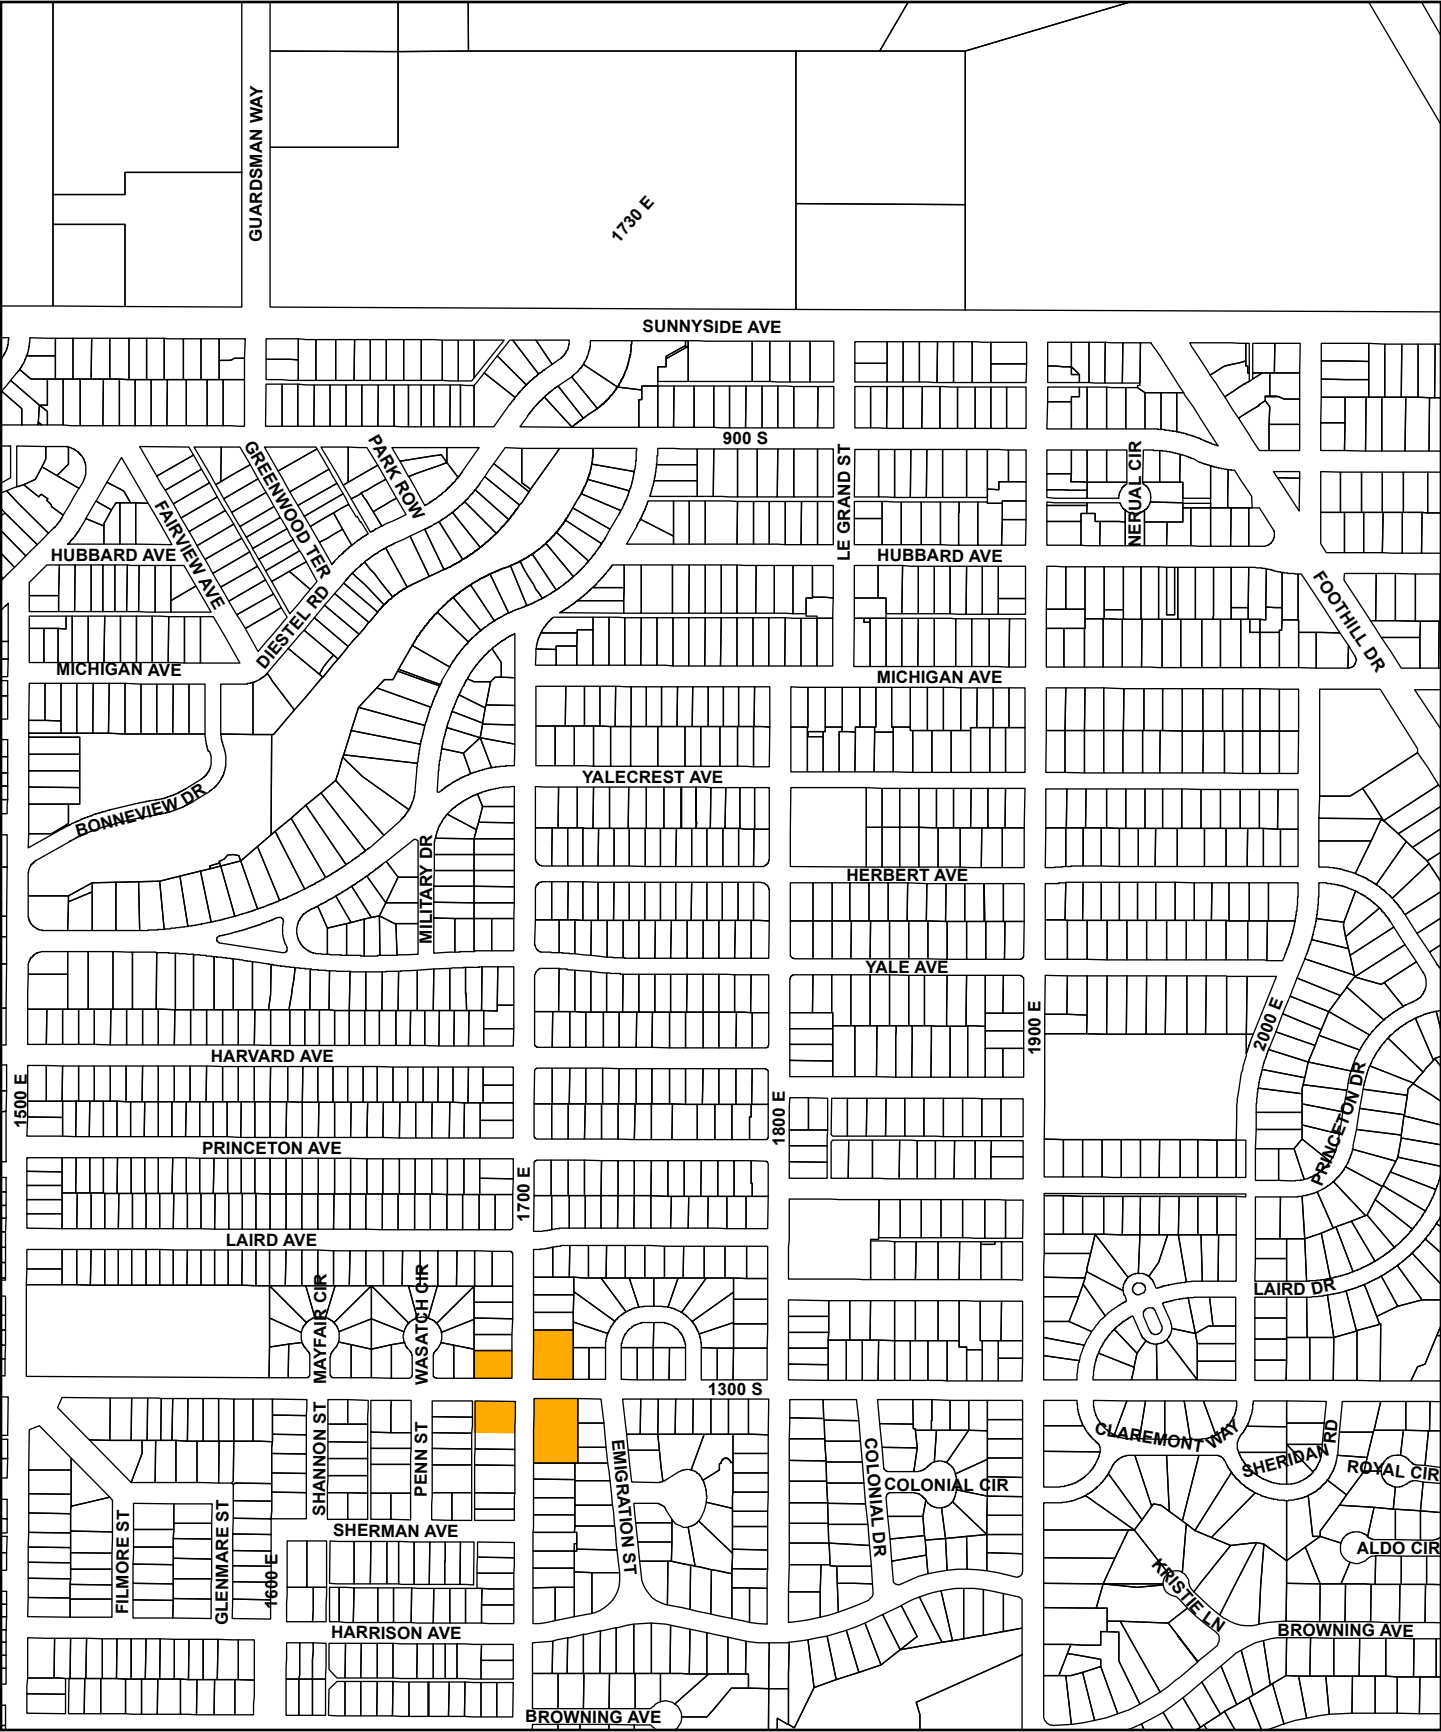 GUARDSMAN WAY
1730 E
SUNNYSIDE AVE
900 S
GREENWOOD TER
PARK ROW
LE GRAND ST
NERUAL CIR
FAIRVIEW AVE
HUBBARD AVE
HUBBARD AVE
DIESTEL RD
FOOTHILL DR
MICHIGAN AVE
MICHIGAN AVE
YALECREST AVE
BONNEVIEW DR
MILITARY DR
HERBERT AVE
YALE AVE
1900 E
2000 E
HARVARD AVE
1500 E
1800 E
PRINCETON DR
PRINCETON AVE
1700 E
LAIRD AVE
MAYFAIR CIR
WASATCH CIR
LAIRD DR
1300 S
SHANNON ST
PENN ST
EMIGRATION ST
COLONIAL DR
COLONIAL CIR
CLAREMONT WAY
SHERIDAN RD
ROYAL CIR
SHERMAN AVE
FILMORE ST
GLENMARE ST
1600 E
ALDO CIR
KRISTIE LN
HARRISON AVE
BROWNING AVE
BROWNING AVE